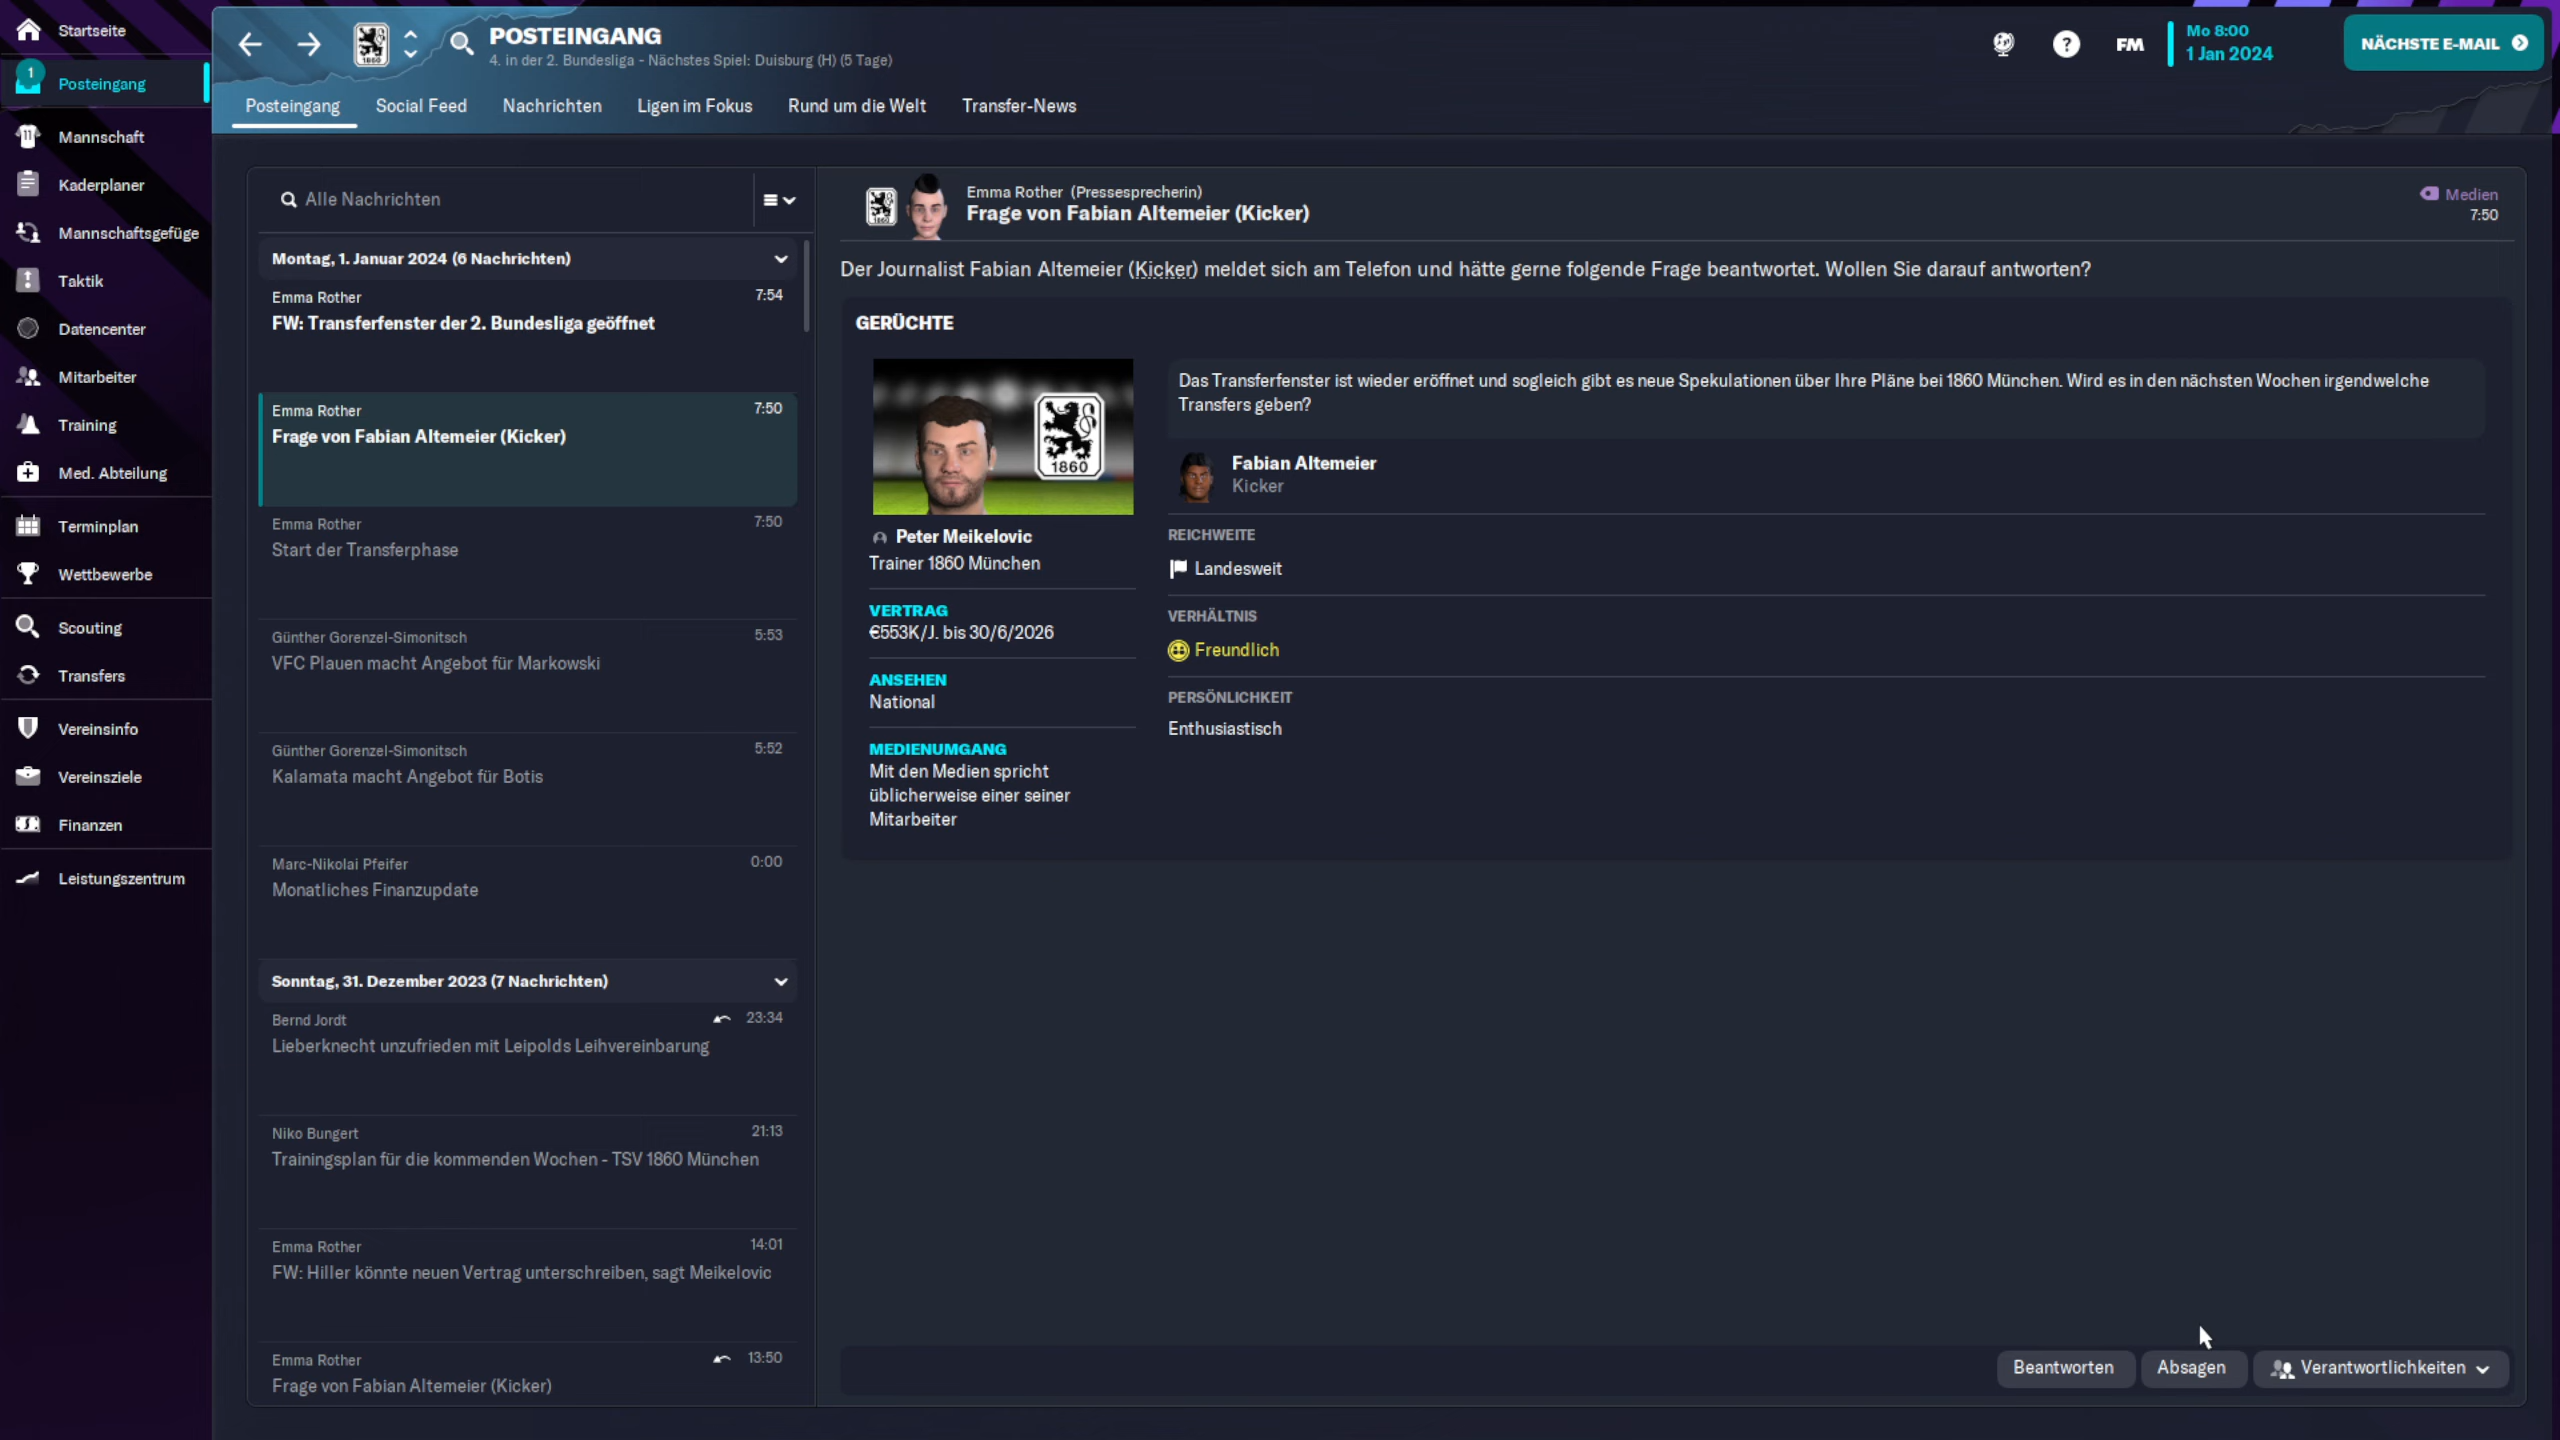 Startseite
1
Posteingang
Mannschaft
Kaderplaner
Mannschaftsgefüge
Taktik
Datencenter
Mitarbeiter
Training
Med. Abteilung
Terminplan
Wettbewerbe
Scouting
Transfers
Vereinsinfo
Vereinsziele
Finanzen
Leistungszentrum
POSTEINGANG
4. in der 2. Bundesliga - Nächstes Spiel: Duisburg (H) (5 Tage)
FM
Mo 8:00
1 Jan 2024
NÄCHSTE E-MAIL
Posteingang Social Feed Nachrichten Ligen im Fokus Rund um die Welt Transfer-News
Alle Nachrichten
Montag, 1. Januar 2024 (6 Nachrichten)
Emma Rother 7:54
FW: Transferfenster der 2. Bundesliga geöffnet
Emma Rother 7:50
Frage von Fabian Altemeier (Kicker)
Emma Rother 7:50
Start der Transferphase
Günther Gorenzel-Simonitsch 5:53
VFC Plauen macht Angebot für Markowski
Günther Gorenzel-Simonitsch 5:52
Kalamata macht Angebot für Botis
Marc-Nikolai Pfeifer 0:00
Monatliches Finanzupdate
Sonntag, 31. Dezember 2023 (7 Nachrichten)
Bernd Jordt 23:34
Lieberknecht unzufrieden mit Leipolds Leihvereinbarung
Niko Bungert 21:13
Trainingsplan für die kommenden Wochen - TSV 1860 München
Emma Rother 14:01
FW: Hiller könnte neuen Vertrag unterschreiben, sagt Meikelovic
Emma Rother 13:50
Frage von Fabian Altemeier (Kicker)
Emma Rother (Pressesprecherin)
Frage von Fabian Altemeier (Kicker)
Medien
7:50
Der Journalist Fabian Altemeier (Kicker) meldet sich am Telefon und hätte gerne folgende Frage beantwortet. Wollen Sie darauf antworten?
GERÜCHTE
1860
Peter Meikelovic
Trainer 1860 München
VERTRAG
€553K/J. bis 30/6/2026
ANSEHEN
National
MEDIENUMGANG
Mit den Medien spricht
üblicherweise einer seiner
Mitarbeiter
Das Transferfenster ist wieder eröffnet und sogleich gibt es neue Spekulationen über Ihre Pläne bei 1860 München. Wird es in den nächsten Wochen irgendwelche
Transfers geben?
Fabian Altemeier
Kicker
REICHWEITE
Landesweit
VERHÄLTNIS
Freundlich
PERSÖNLICHKEIT
Enthusiastisch
Beantworten Absagen Verantwortlichkeiten